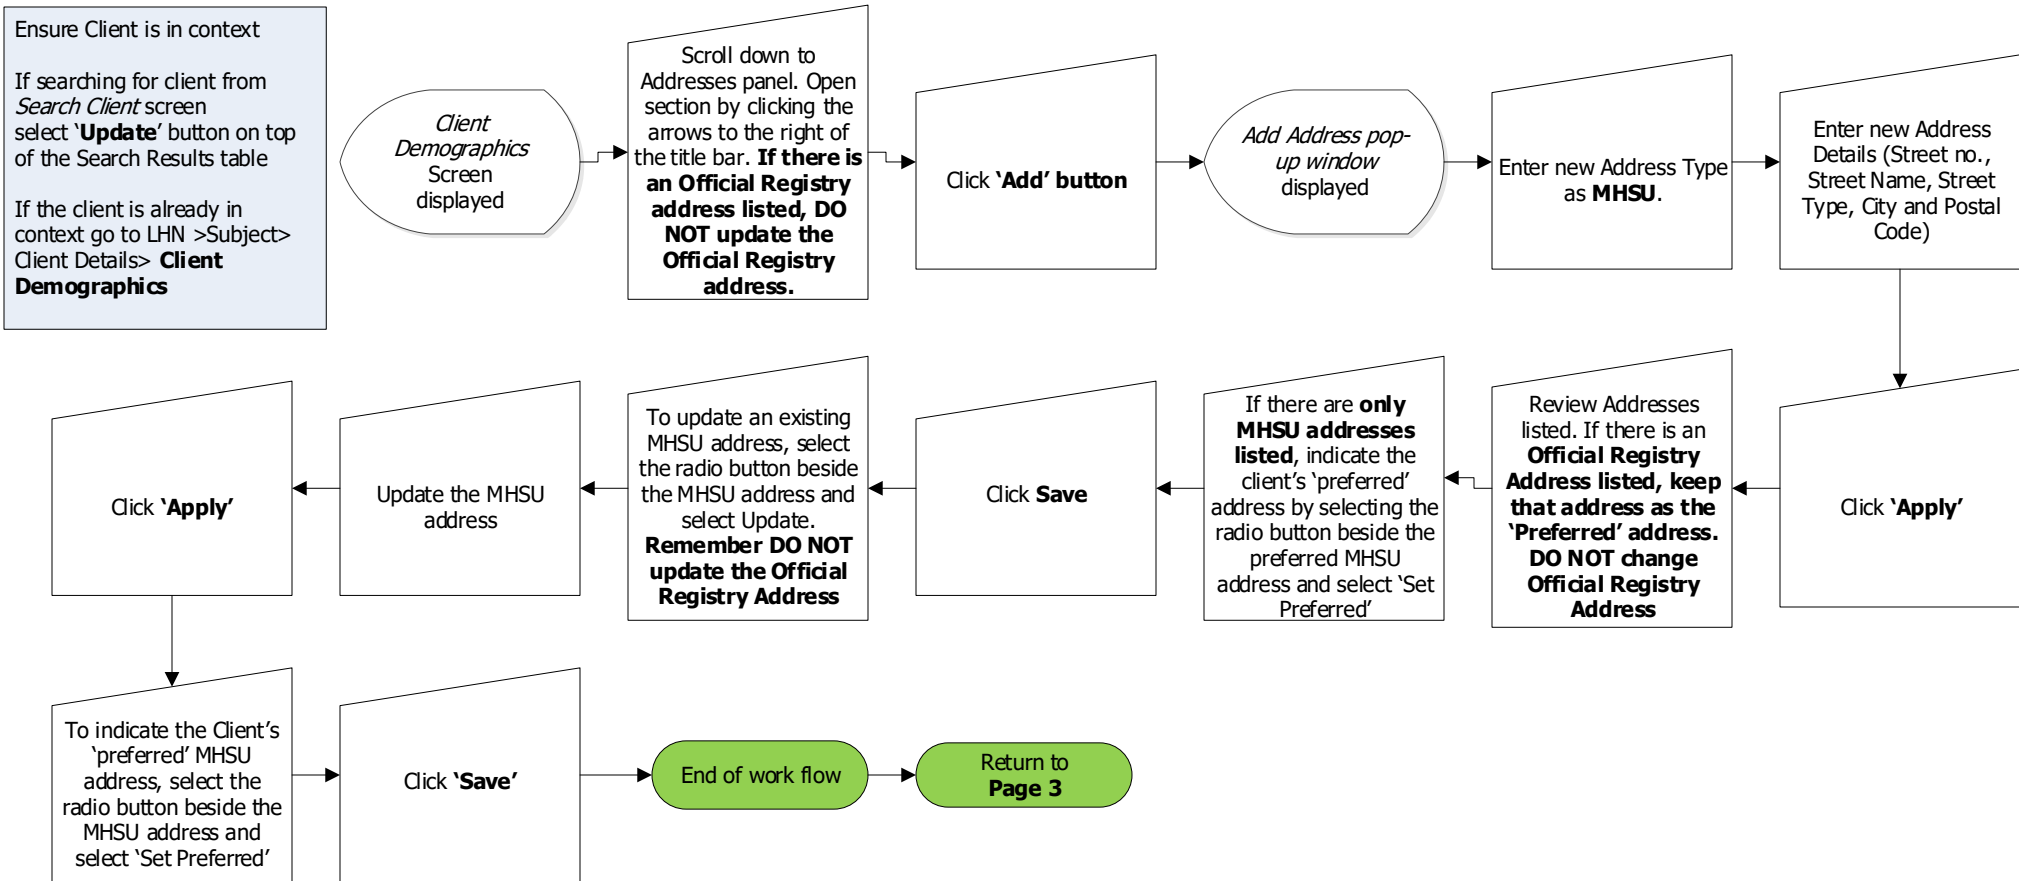 Ensure Client is in context
If searching for client from
Search Client screen
select ‘Update’ button on top
of the Search Results table
If the client is already in
context go to LHN >Subject>
Client Details> Client
Demographics
Client
Demographics
Screen
displayed
Scroll down to
Addresses panel. Open
section by clicking the
arrows to the right of
the title bar. If there is
an Official Registry
address listed, DO
NOT update the
Official Registry
address.
Click ‘Add’ button
Add Address pop-
up window
displayed
Enter new Address Type
as MHSU.
Enter new Address
Details (Street no.,
Street Name, Street
Type, City and Postal
Code)
Click ‘Apply’
Review Addresses
listed. If there is an
Official Registry
Address listed, keep
that address as the
‘Preferred’ address.
DO NOT change
Official Registry
Address
If there are only
MHSU addresses
listed, indicate the
client’s ‘preferred’
address by selecting the
radio button beside the
preferred MHSU
address and select ‘Set
Preferred’
Click Save
To update an existing
MHSU address, select
the radio button beside
the MHSU address and
select Update.
Remember DO NOT
update the Official
Registry Address
Update the MHSU
address
Click ‘Apply’
To indicate the Client’s
‘preferred’ MHSU
address, select the
radio button beside the
MHSU address and
select ‘Set Preferred’
Click ‘Save’
End of work flow
Return to
Page 3